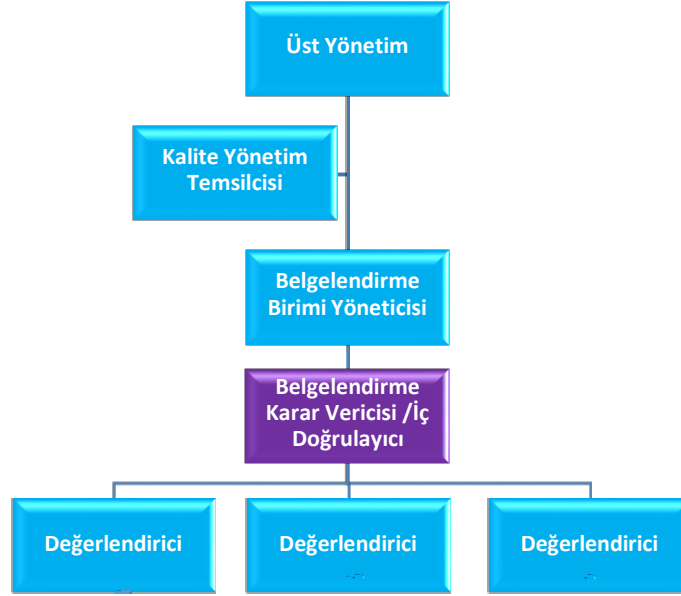 Üst Yönetim
Kalite Yönetim
Temsilcisi
Belgelendirme
Birimi Yöneticisi
Belgelendirme
Karar Vericisi /İç
Doğrulayıcı
Değerlendirici
Değerlendirici
Değerlendirici